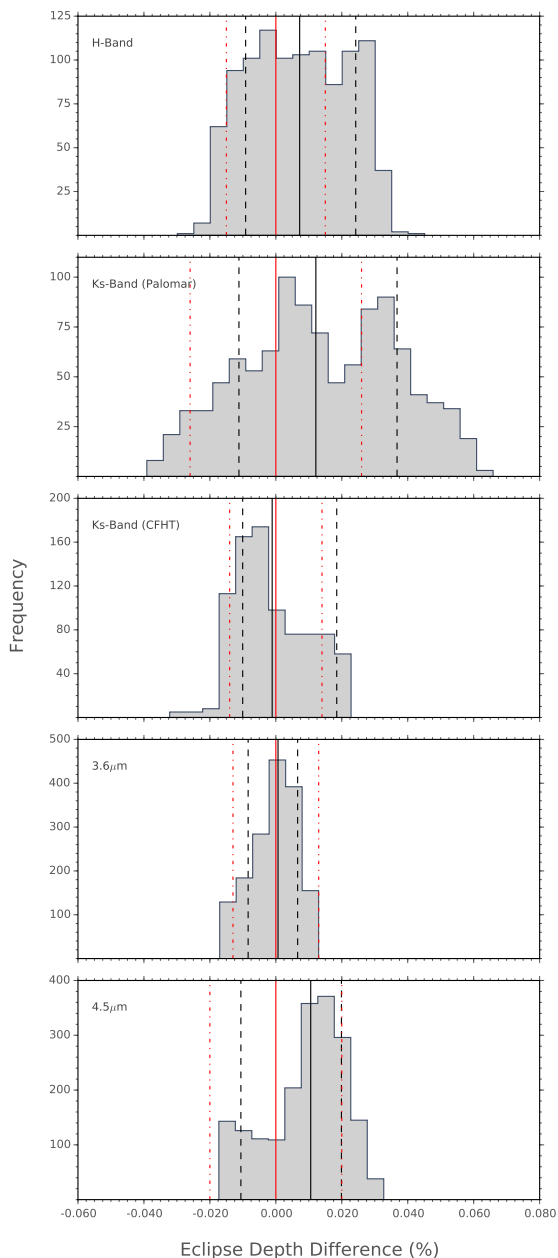 125
H-Band
100
75
50
25
100
Ks-Band (Palomar)
75
50
25
200
Ks-Band (CFHT)
160
120
80
40
Frequency
500
3.6μm
400
300
200
100
400
4.5μm
300
200
100
-0.060 -0.040 -0.020 0.000 0.020 0.040 0.060 0.080
Eclipse Depth Difference (%)